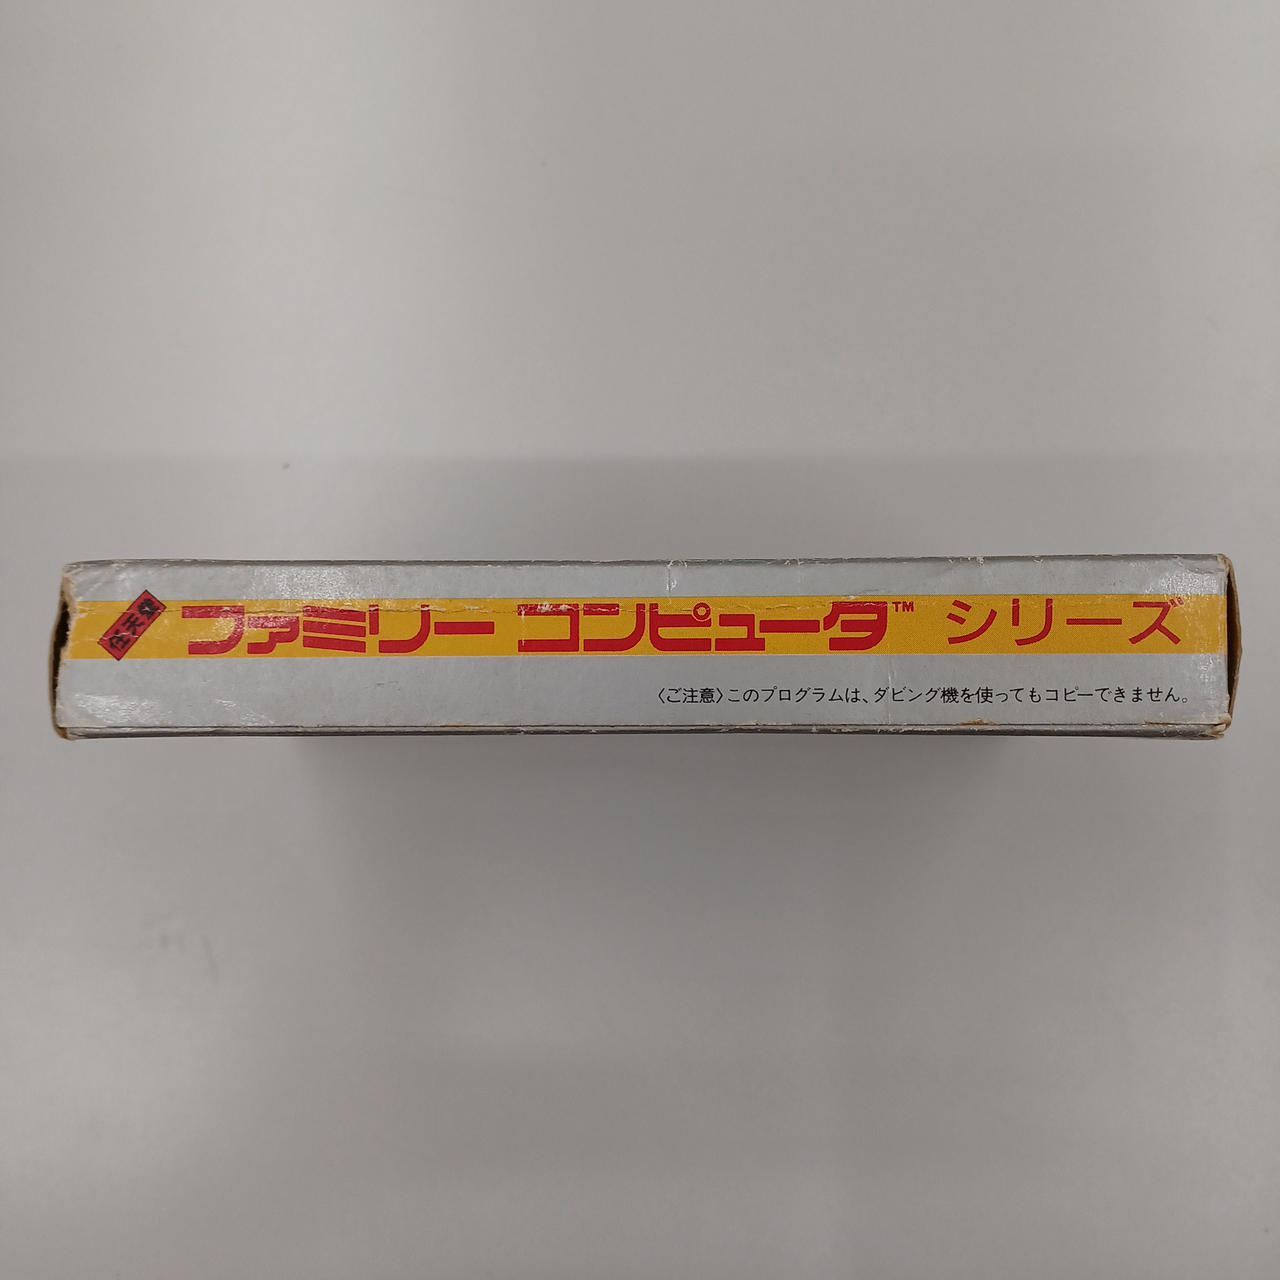 任天堂 ファミリー コンピュータ™ シリーズ
〈ご注意〉このプログラムは、ダビング機を使ってもコピーできません。